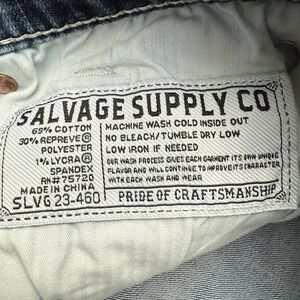 SALVAGE SUPPLY CO
69% COTTON
30% REPREVE®
POLYESTER
1% LYCRA®
SPANDEX
RN# 75720
MADE IN CHINA
SLVG 23-460
MACHINE WASH COLD INSIDE OUT
NO BLEACH/TUMBLE DRY LOW
LOW IRON IF NEEDED
OUR WASH PROCESS GIVES EACH GARMENT ITS OWN UNIQUE
FLAVOR AND WILL CONTINUE TO IMPROVE ITS CHARACTER
WITH EACH WASH AND WEAR
PRIDE OF CRAFTSMANSHIP